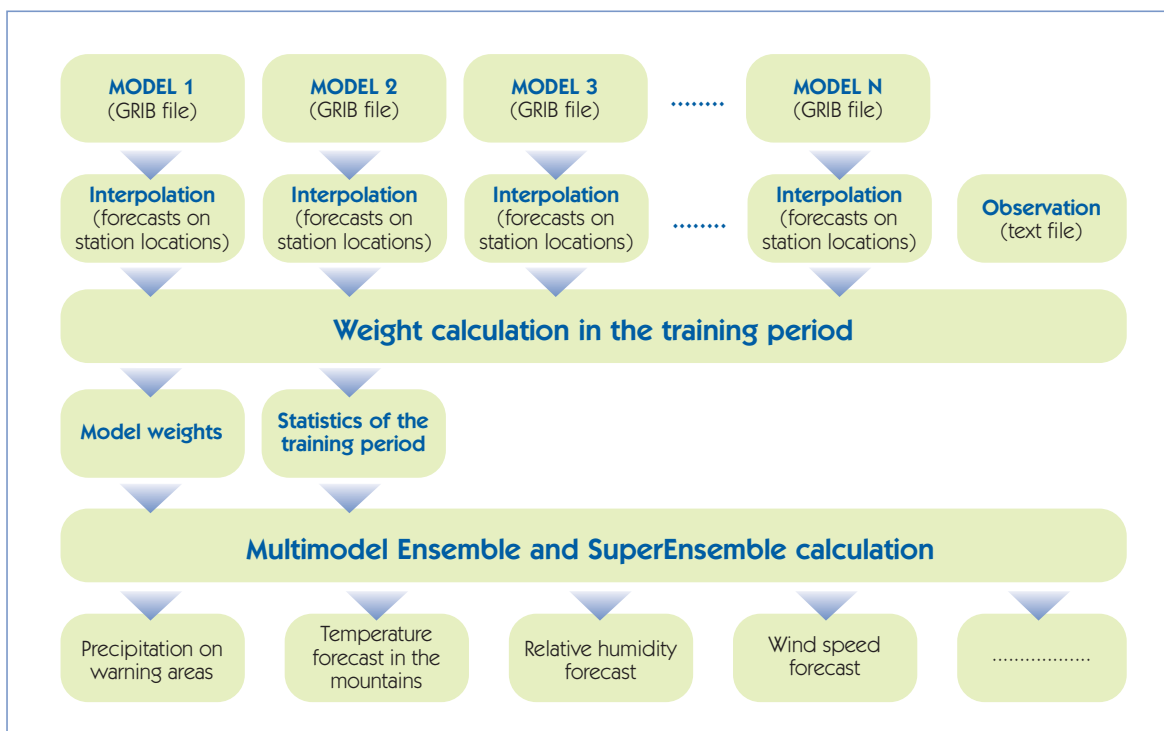 MODEL 1
(GRIB file)
MODEL 2
(GRIB file)
MODEL 3
(GRIB file)
........
MODEL N
(GRIB file)
Interpolation
(forecasts on
station locations)
Interpolation
(forecasts on
station locations)
Interpolation
(forecasts on
station locations)
........
Interpolation
(forecasts on
station locations)
Observation
(text file)
Weight calculation in the training period
Model weights
Statistics of the
training period
Multimodel Ensemble and SuperEnsemble calculation
Precipitation on
warning areas
Temperature
forecast in the
mountains
Relative humidity
forecast
Wind speed
forecast
..................